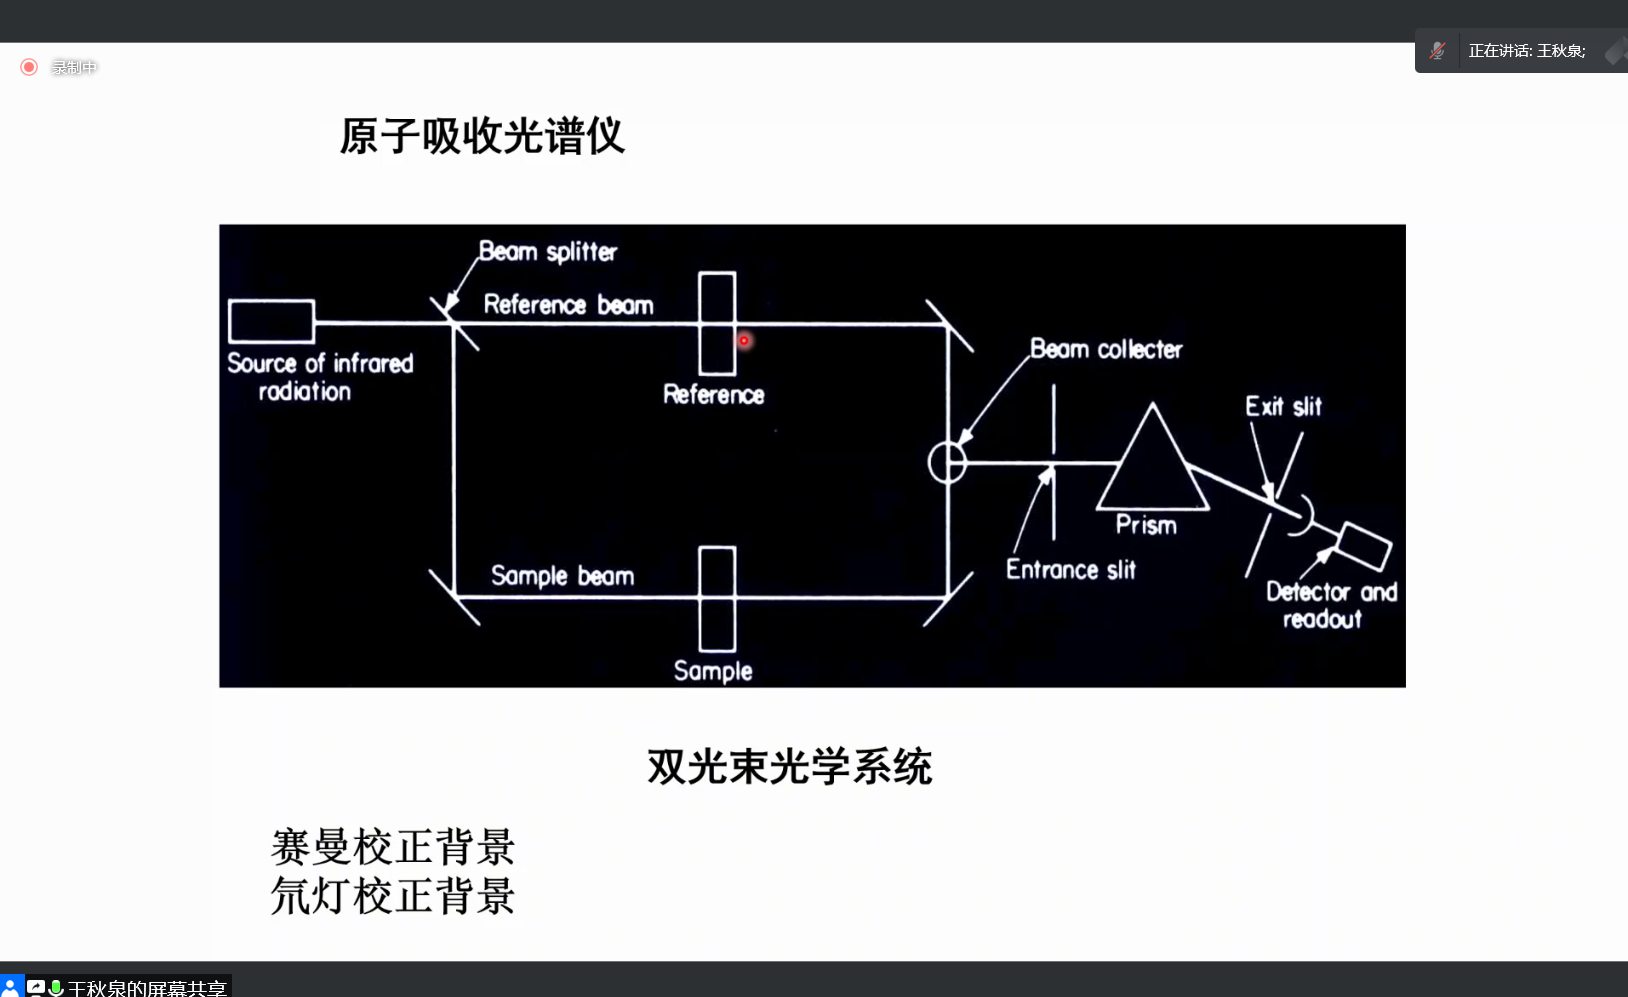 录制中
正在讲话: 王秋泉;
原子吸收光谱仪
Beam splitter
Reference beam
Source of infrared
radiation
Reference
Beam collecter
Exit slit
Prism
Entrance slit
Sample beam
Detector and
readout
Sample
双光束光学系统
赛曼校正背景
氘灯校正背景
王秋泉的屏幕共享